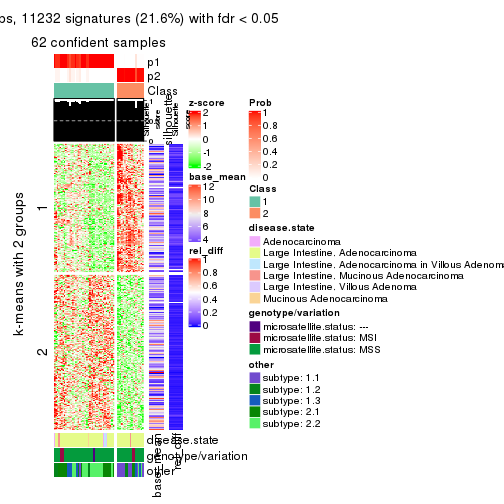 ps, 11232 signatures (21.6%) with fdr < 0.05
62 confident samples
p1
p2
Class
1
0.5
0
Silhouette
score
silhouette
k-means with 2 groups
1
2
z-score
2
1
0
-1
-2
base_mean
12
10
8
6
4
rel_diff
1
0.8
0.6
0.4
0.2
0
Prob
1
0.8
0.6
0.4
0.2
0
Class
1
2
disease.state
Adenocarcinoma
Large Intestine. Adenocarcinoma
Large Intestine. Adenocarcinoma in Villous Adenom
Large Intestine. Mucinous Adenocarcinoma
Large Intestine. Villous Adenoma
Mucinous Adenocarcinoma
genotype/variation
microsatellite.status: ---
microsatellite.status: MSI
microsatellite.status: MSS
other
subtype: 1.1
subtype: 1.2
subtype: 1.3
subtype: 2.1
subtype: 2.2
disease.state
genotype/variation
other
base_mean
rel_diff